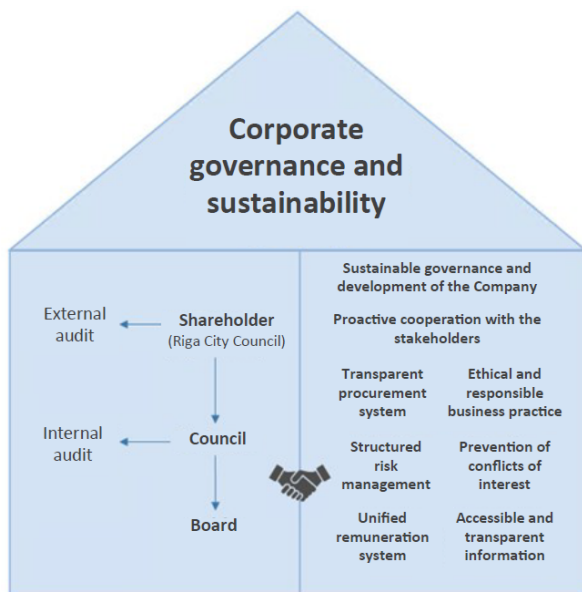 Corporate
governance and
sustainability
External
audit
Shareholder
(Riga City Council)
Internal
audit
Council
Board
Sustainable governance and
development of the Company
Proactive cooperation with the
stakeholders
Transparent
procurement
system
Ethical and
responsible
business practice
Structured
risk
management
Prevention of
conflicts of
interest
Unified
remuneration
system
Accessible and
transparent
information